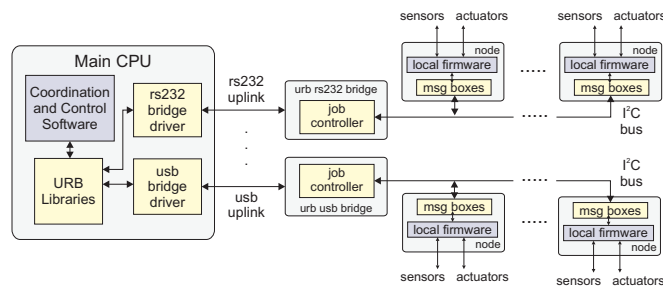 Main CPU
Coordination
and Control
Software
URB
Libraries
rs232
bridge
driver
usb
bridge
driver
rs232
uplink
usb
uplink
urb rs232 bridge
job
controller
job
controller
urb usb bridge
sensors actuators
node
local firmware
msg boxes
sensors actuators
node
local firmware
msg boxes
I²C
bus
I²C
bus
msg boxes
local firmware
node
sensors actuators
msg boxes
local firmware
node
sensors actuators